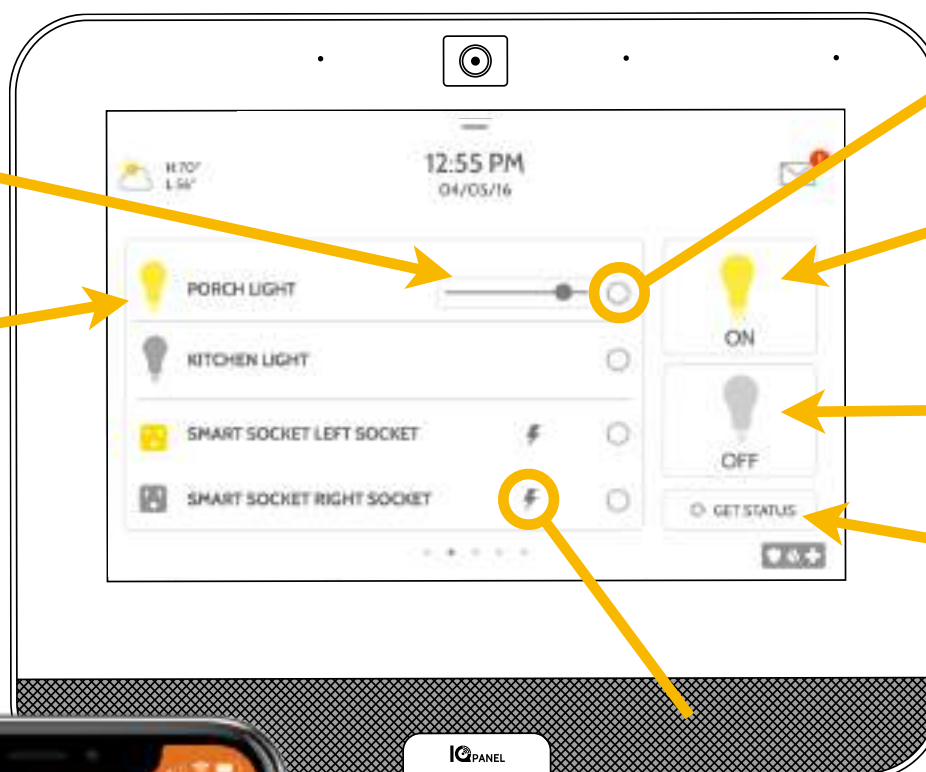 H:70°
L:56°
12:55 PM
04/05/16
PORCH LIGHT
KITCHEN LIGHT
SMART SOCKET LEFT SOCKET
SMART SOCKET RIGHT SOCKET
ON
OFF
GET STATUS
IQ PANEL